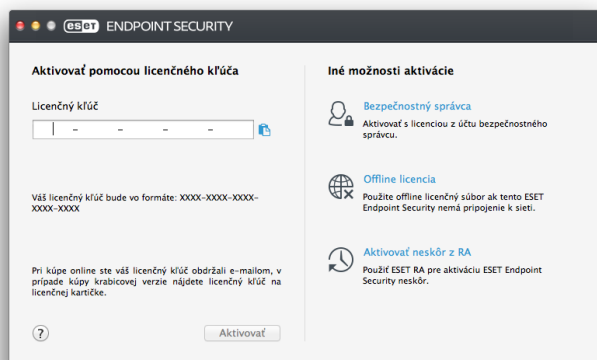 eseT ENDPOINT SECURITY
Aktivovať pomocou licenčného kľúča
Licenčný kľúč
– – – –
Váš licenčný kľúč bude vo formáte: XXXX-XXXX-XXXX-
XXXX-XXXX
Pri kúpe online ste váš licenčný kľúč obdržali e-mailom, v
prípade kúpy krabicovej verzie nájdete licenčný kľúč na
licenčnej kartičke.
?
Aktivovať
Iné možnosti aktivácie
Bezpečnostný správca
Aktivovať s licenciou z účtu bezpečnostného
správcu.
Offline licencia
Použite offline licenčný súbor ak tento ESET
Endpoint Security nemá pripojenie k sieti.
Aktivovať neskôr z RA
Použiť ESET RA pre aktiváciu ESET Endpoint
Security neskôr.